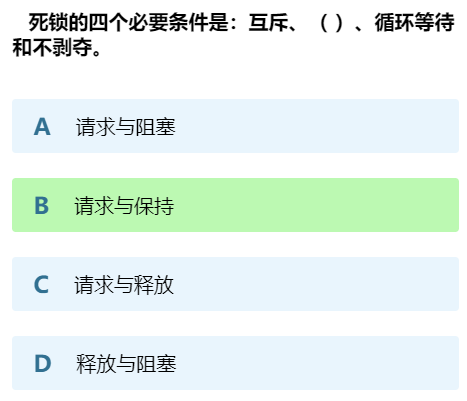 死锁的四个必要条件是：互斥、（ ）、循环等待
和不剥夺。
A 请求与阻塞
B 请求与保持
C 请求与释放
D 释放与阻塞